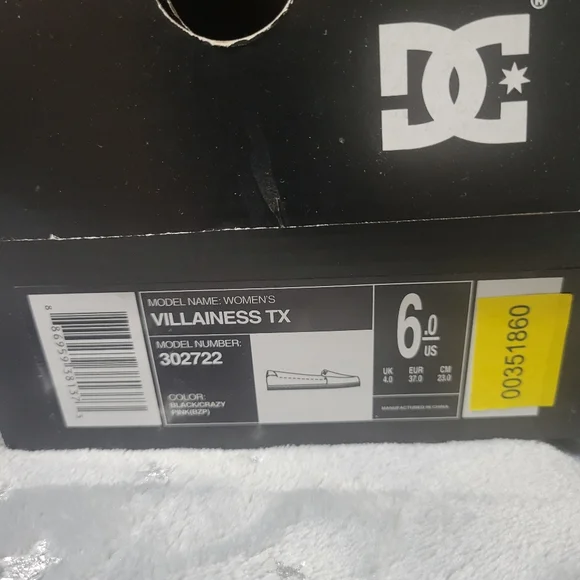 DC
®
MODEL NAME: WOMEN'S
VILLAINESS TX
MODEL NUMBER:
302722
COLOR:
BLACK/CRAZY
PINK(BZP)
6.0
US
UK EUR CM
4.0 37.0 23.0
MANUFACTURED IN CHINA
00351860